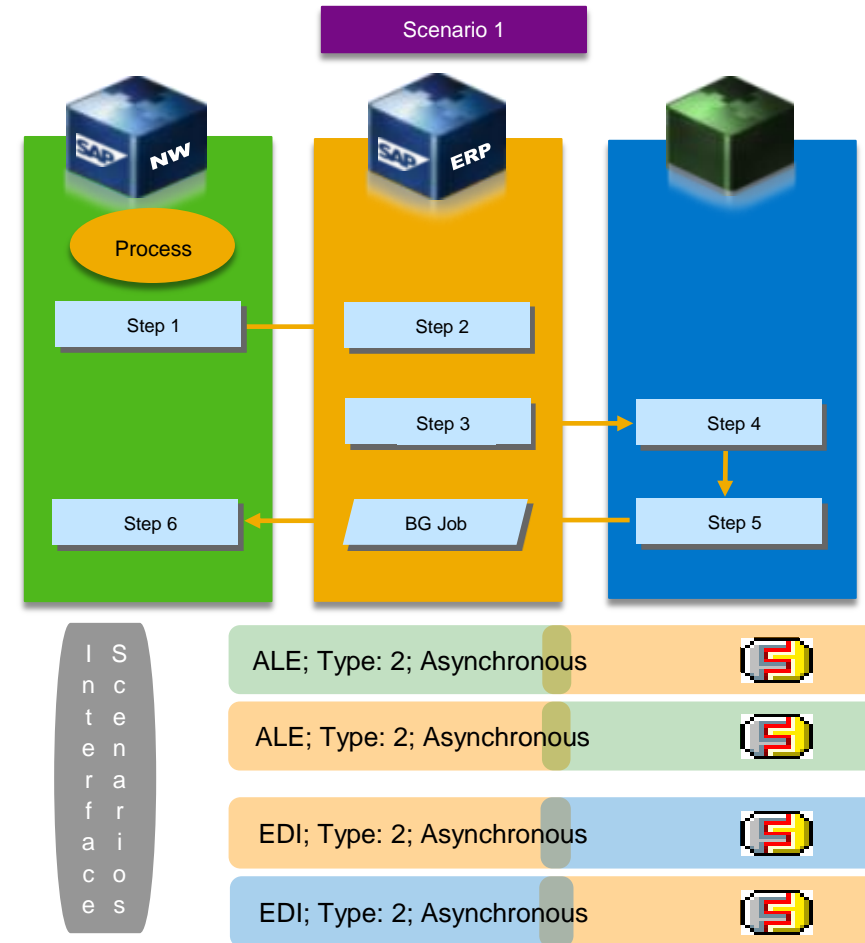 Scenario 1
SAP NW
SAP ERP
Process
Step 1
Step 2
Step 3
Step 4
Step 6
BG Job
Step 5
Interface
Scenarios
ALE; Type: 2; Asynchronous
ALE; Type: 2; Asynchronous
EDI; Type: 2; Asynchronous
EDI; Type: 2; Asynchronous